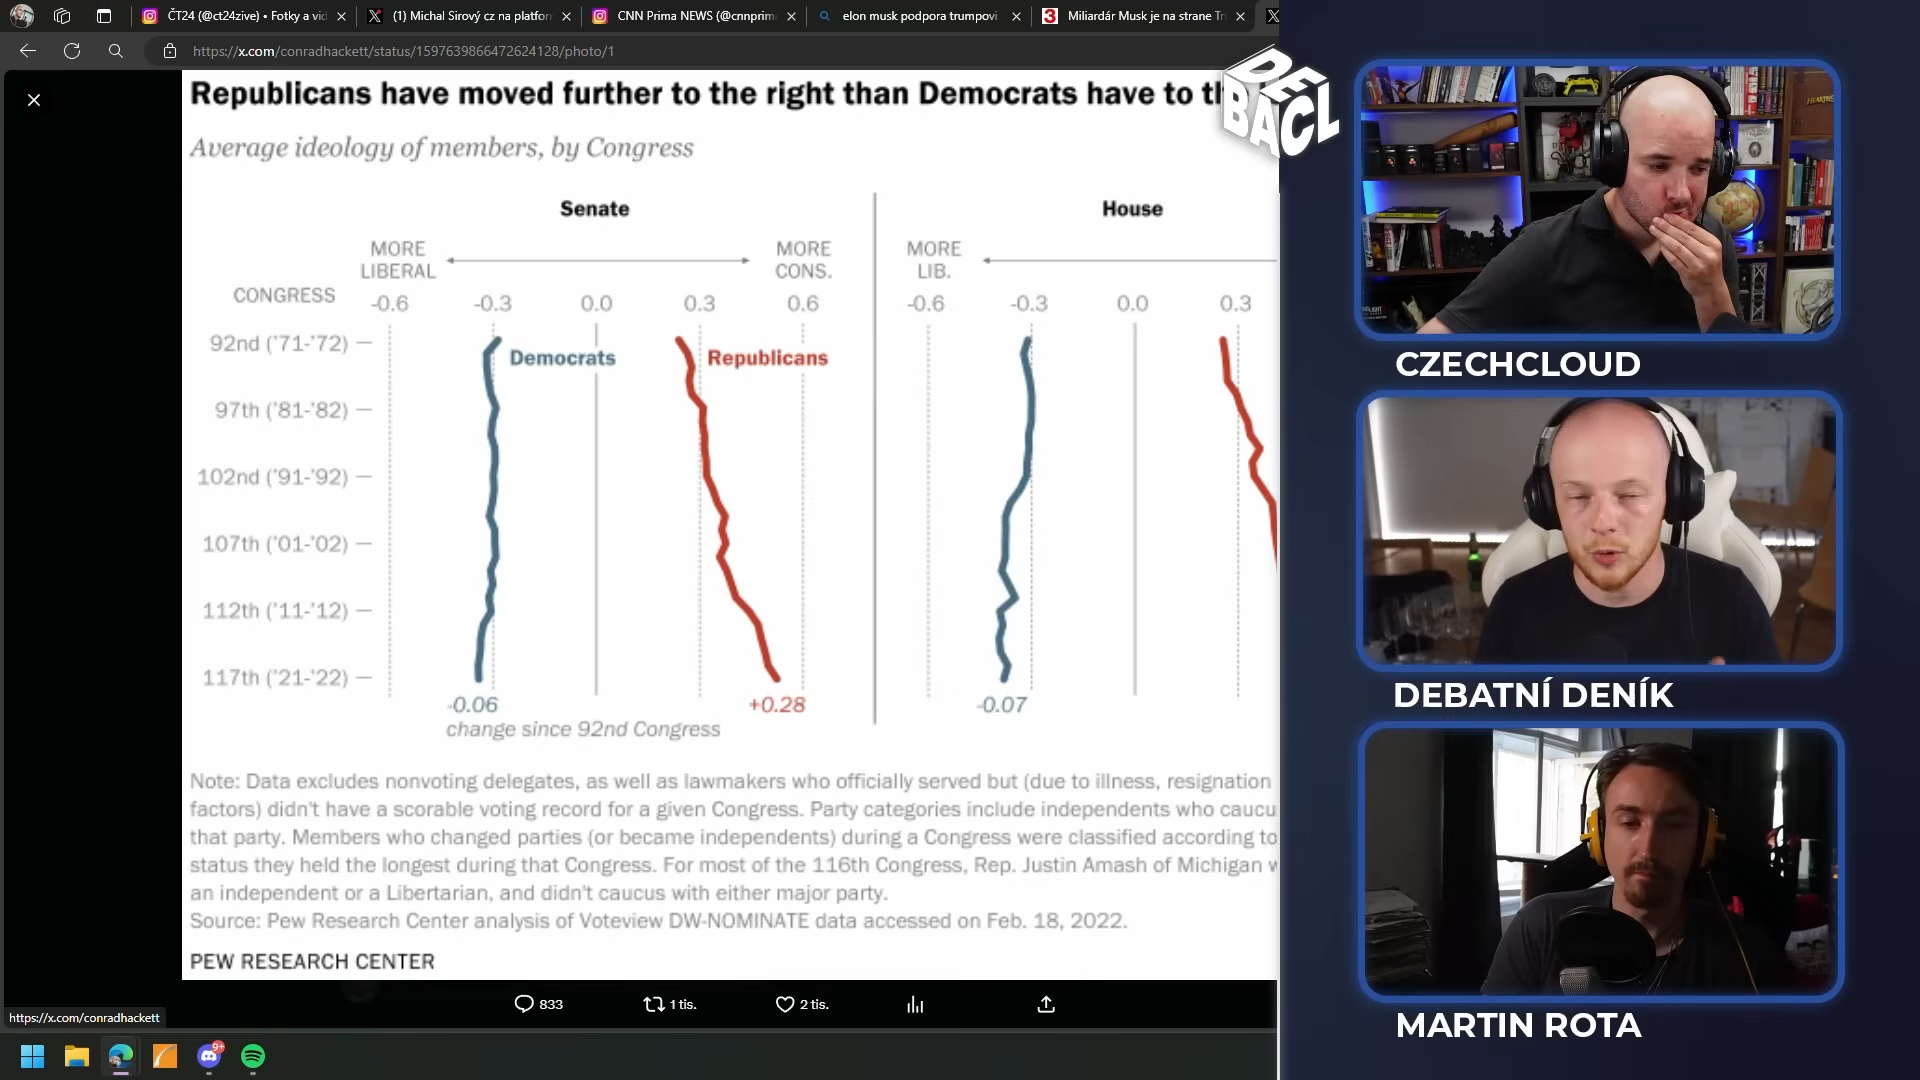 ČT24 (@ct24zive) • Fotky a vid
(1) Michal Sirový cz na platfor
CNN Prima NEWS (@cnnprima
elon musk podpora trumpovi
Miliardár Musk je na strane Tr
https://x.com/conradhackett/status/1597639866472624128/photo/1
DE
BACL
Republicans have moved further to the right than Democrats have to th
Average ideology of members, by Congress
Senate
House
MORE LIBERAL
MORE CONS.
MORE LIB.
CONGRESS
-0.6 -0.3 0.0 0.3 0.6
-0.6 -0.3 0.0 0.3
92nd ('71-'72)
Democrats
Republicans
97th ('81-'82)
102nd ('91-'92)
107th ('01-'02)
112th ('11-'12)
117th ('21-'22)
-0.06
+0.28
-0.07
change since 92nd Congress
Note: Data excludes nonvoting delegates, as well as lawmakers who officially served but (due to illness, resignation
factors) didn't have a scorable voting record for a given Congress. Party categories include independents who caucu
that party. Members who changed parties (or became independents) during a Congress were classified according to
status they held the longest during that Congress. For most of the 116th Congress, Rep. Justin Amash of Michigan w
an independent or a Libertarian, and didn't caucus with either major party.
Source: Pew Research Center analysis of Voteview DW-NOMINATE data accessed on Feb. 18, 2022.
PEW RESEARCH CENTER
833
1 tis.
2 tis.
https://x.com/conradhackett
9+
CZECHCLOUD
DEBATNÍ DENÍK
MARTIN ROTA